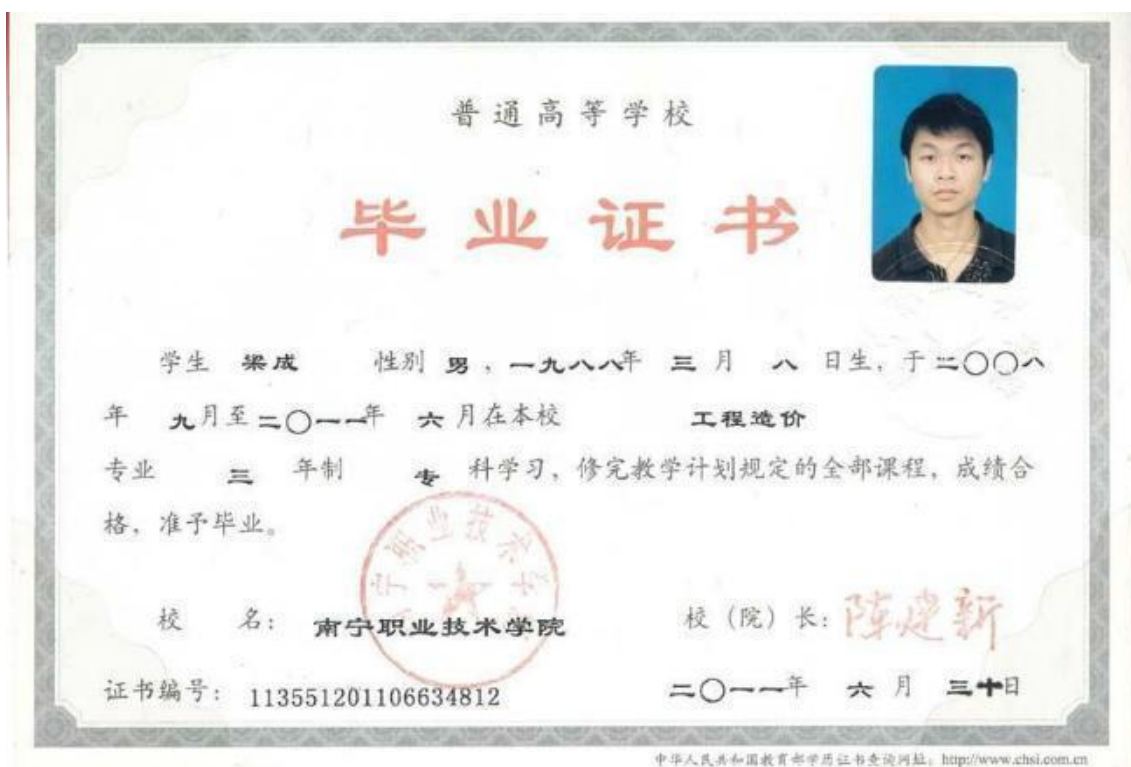 普通高等学校
毕业证书
学生 梁成 性别 男，一九八八年 三月 八日生，于二〇〇八
年 九月至二〇一一年 六月在本校 工程造价
专业 三 年制 专 科学习，修完教学计划规定的全部课程，成绩合
格，准予毕业。
宁职业技术学
校 名：南宁职业技术学院 校（院）长：陈建新
证书编号：113551201106634812 二〇一一年 六月 三十日
中华人民共和国教育部学历证书查询网址：http://www.chsi.com.cn